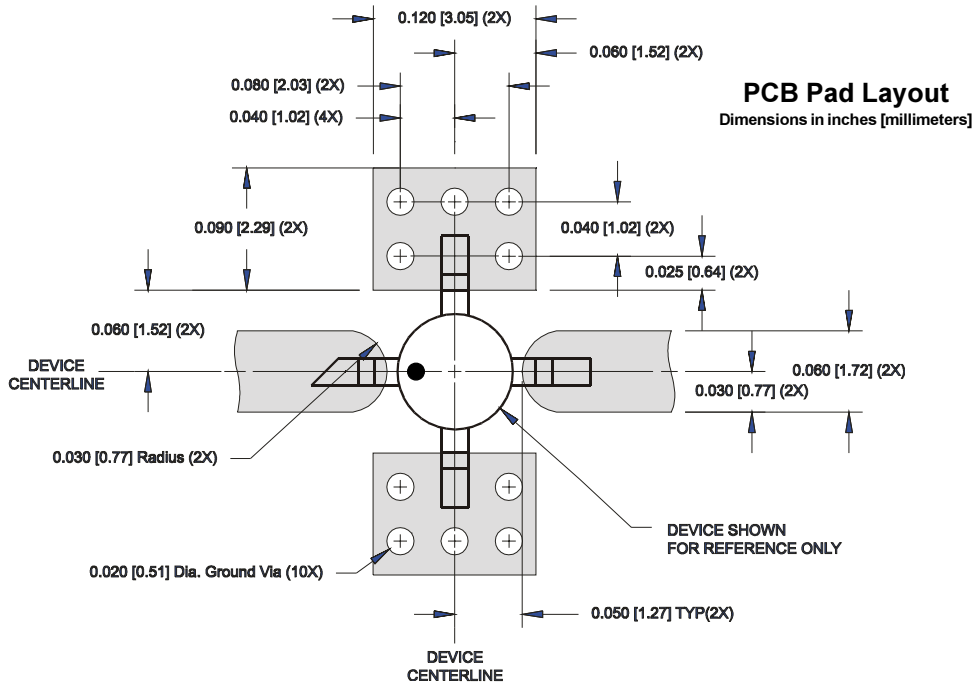 0.120 [3.05] (2X)
0.060 [1.52] (2X)
0.080 [2.03] (2X)
0.040 [1.02] (4X)
PCB Pad Layout
Dimensions in inches [millimeters]
0.090 [2.29] (2X)
0.040 [1.02] (2X)
0.025 [0.64] (2X)
0.060 [1.52] (2X)
DEVICE
CENTERLINE
0.060 [1.72] (2X)
0.030 [0.77] (2X)
0.030 [0.77] Radius (2X)
DEVICE SHOWN
FOR REFERENCE ONLY
0.020 [0.51] Dia. Ground Via (10X)
0.050 [1.27] TYP(2X)
DEVICE
CENTERLINE